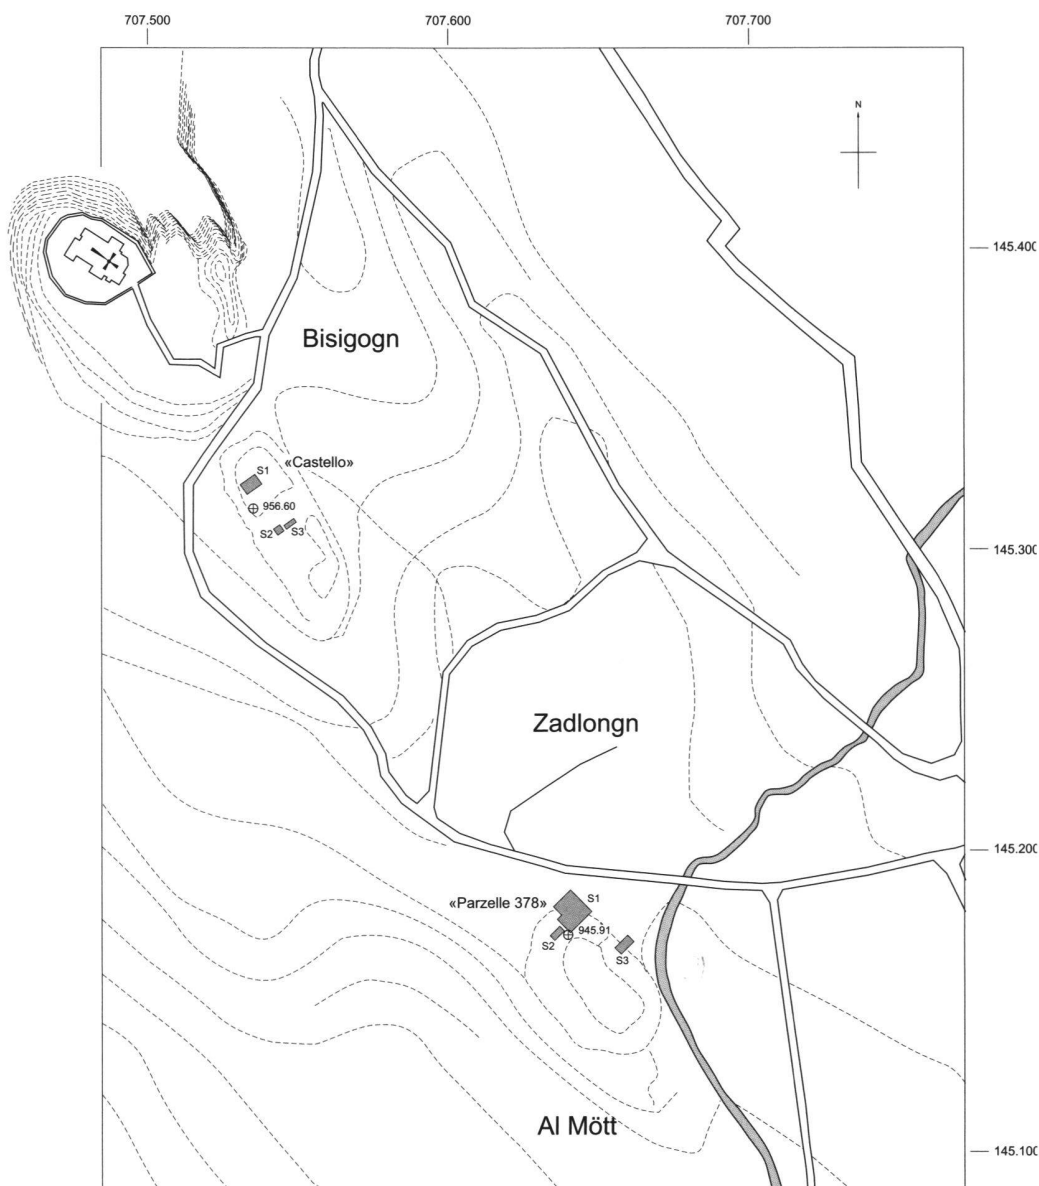 707.500 707.600 707.700
N
145.400
Bisigogn
«Castello»
S1
956.60
S2 S3
145.300
Zadlongn
145.200
«Parzelle 378» S1
945.91
S2
S3
Al Mött
145.100